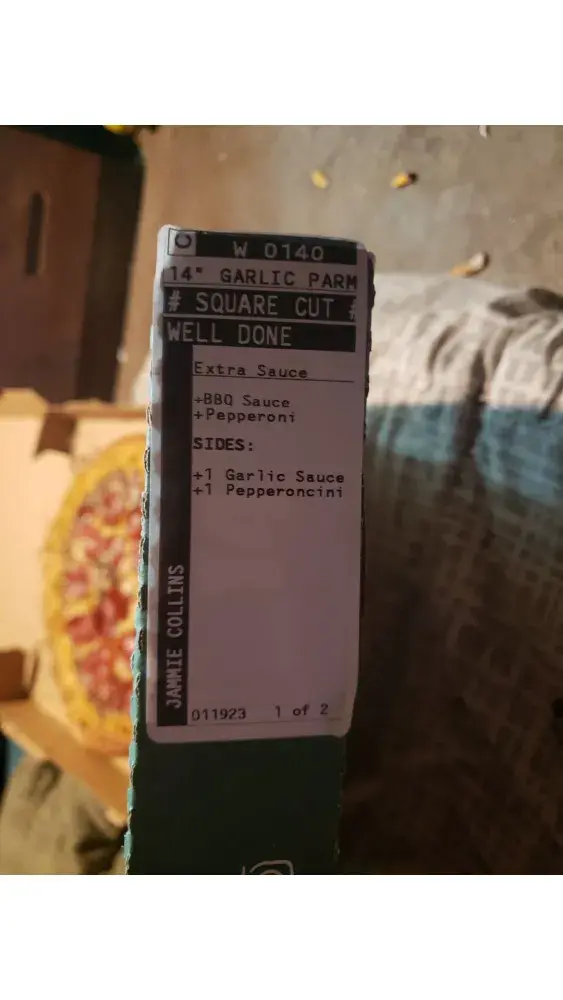 C W 0140
14" GARLIC PARM
# SQUARE CUT #
WELL DONE
Extra Sauce
+BBQ Sauce
+Pepperoni
SIDES:
+1 Garlic Sauce
+1 Pepperoncini
JAMMIE COLLINS
011923 1 of 2